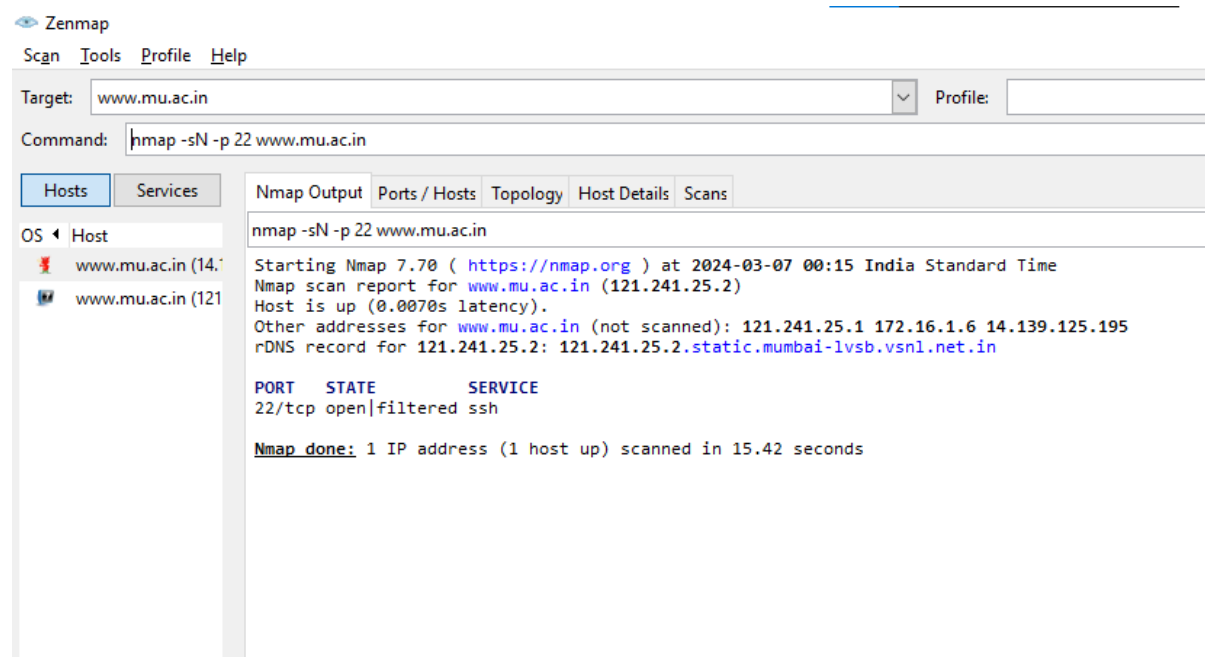 Zenmap
Scan Tools Profile Help
Target: www.mu.ac.in Profile:
Command: nmap -sN -p 22 www.mu.ac.in
Hosts Services Nmap Output Ports / Hosts Topology Host Details Scans
OS Host nmap -sN -p 22 www.mu.ac.in
www.mu.ac.in (14.
www.mu.ac.in (121
Starting Nmap 7.70 ( https://nmap.org ) at 2024-03-07 00:15 India Standard Time
Nmap scan report for www.mu.ac.in (121.241.25.2)
Host is up (0.0070s latency).
Other addresses for www.mu.ac.in (not scanned): 121.241.25.1 172.16.1.6 14.139.125.195
rDNS record for 121.241.25.2: 121.241.25.2.static.mumbai-lvsb.vsnl.net.in
PORT STATE SERVICE
22/tcp open|filtered ssh
Nmap done: 1 IP address (1 host up) scanned in 15.42 seconds